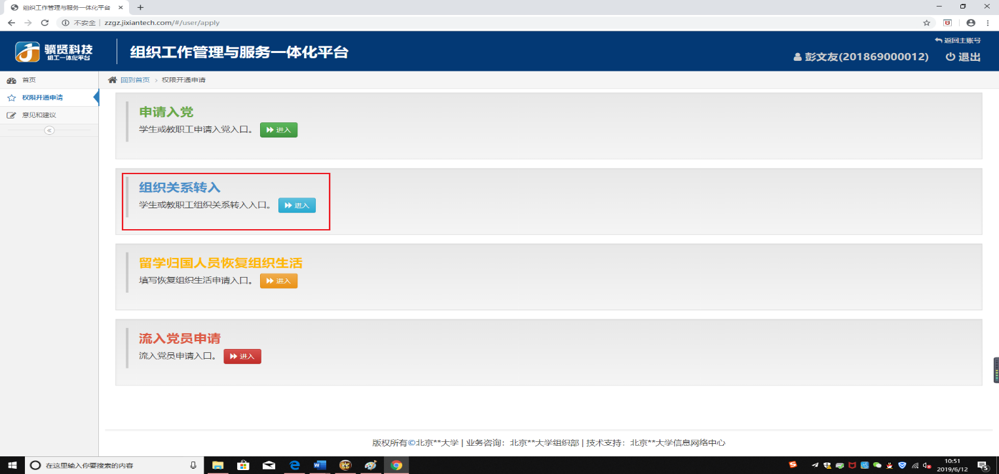 组织工作管理与服务一体化平台
不安全 | zzgz.jixiantech.com/#/user/apply
骥贤科技
组工一体化平台
组织工作管理与服务一体化平台
返回主账号
彭文友(201869000012) 退出
首页
权限开通申请
意见和建议
回到首页 › 权限开通申请
申请入党
学生或教职工申请入党入口。 进入
组织关系转入
学生或教职工组织关系转入入口。 进入
留学归国人员恢复组织生活
填写恢复组织生活申请入口。 进入
流入党员申请
流入党员申请入口。 进入
版权所有©北京**大学 | 业务咨询：北京**大学组织部 | 技术支持：北京**大学信息网络中心
在这里输入你要搜索的内容
10:51
2019/6/12
5